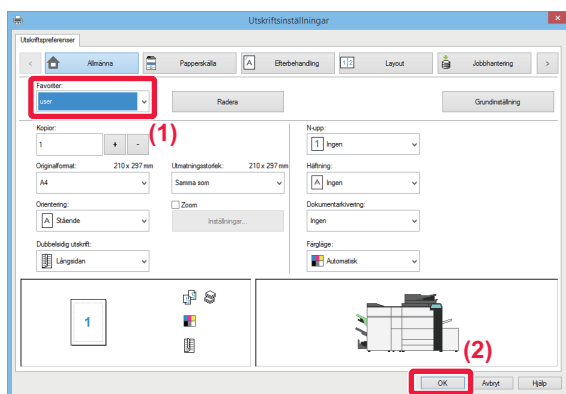 Utskriftsinställningar
Utskriftspreferenser
Allmänna
Papperskälla
Efterbehandling
Layout
Jobbhantering
Favoriter:
user
Radera
Grundinställning
(1)
Kopior:
1
+
-
N-upp:
1 Ingen
Originalformat: 210 x 297 mm
Utmatningsstorlek: 210 x 297 mm
Häftning:
A4
Samma som
A Ingen
Orientering:
Zoom
Dokumentarkivering:
A Stående
Inställningar...
Ingen
Dubbelsidig utskrift:
Färgläge:
Långsidan
Automatisk
1
(2)
OK
Avbryt
Hjälp